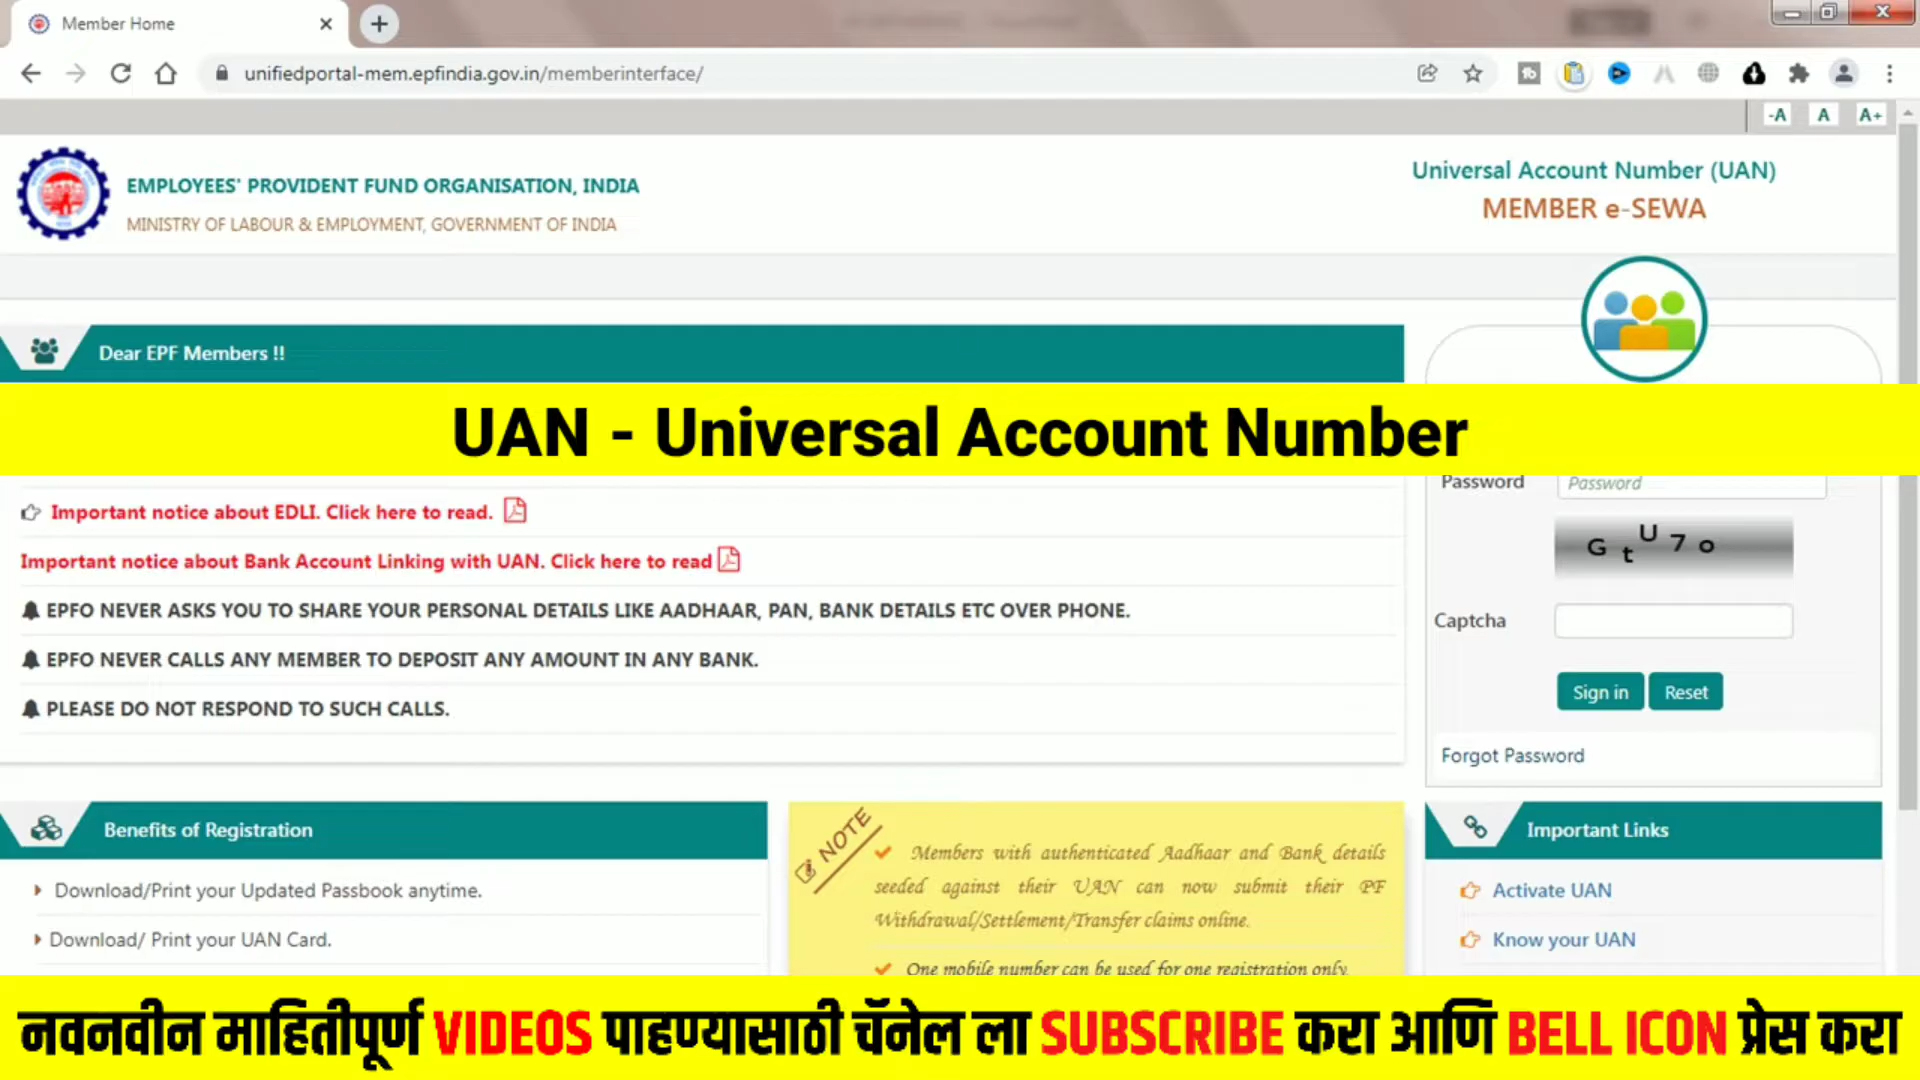 Member Home
unifiedportal-mem.epfindia.gov.in/memberinterface/
-A A A+
EMPLOYEES' PROVIDENT FUND ORGANISATION, INDIA
MINISTRY OF LABOUR & EMPLOYMENT, GOVERNMENT OF INDIA
Universal Account Number (UAN)
MEMBER e-SEWA
Dear EPF Members !!
UAN - Universal Account Number
Important notice about EDLI. Click here to read.
Important notice about Bank Account Linking with UAN. Click here to read
EPFO NEVER ASKS YOU TO SHARE YOUR PERSONAL DETAILS LIKE AADHAAR, PAN, BANK DETAILS ETC OVER PHONE.
EPFO NEVER CALLS ANY MEMBER TO DEPOSIT ANY AMOUNT IN ANY BANK.
PLEASE DO NOT RESPOND TO SUCH CALLS.
Password Password
G t U 7 o
Captcha
Sign in Reset
Forgot Password
Benefits of Registration
Download/Print your Updated Passbook anytime.
Download/ Print your UAN Card.
NOTE
Members with authenticated Aadhaar and Bank details
seeded against their UAN can now submit their PF
Withdrawal/Settlement/Transfer claims online.
One mobile number can be used for one registration only.
Important Links
Activate UAN
Know your UAN
नवनवीन माहितीपूर्ण VIDEOS पाहण्यासाठी चॅनेल ला SUBSCRIBE करा आणि BELL ICON प्रेस करा